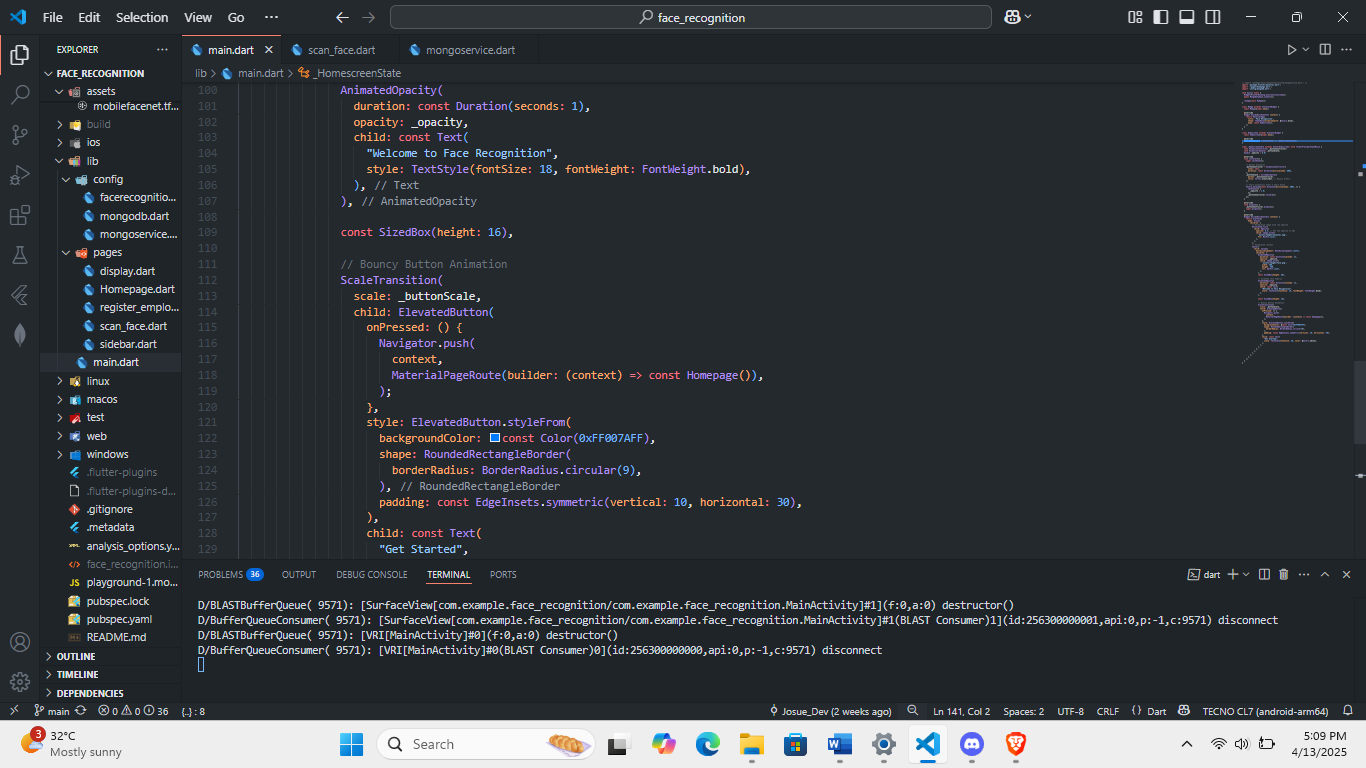 File Edit Selection View Go ··· face_recognition
EXPLORER ···
FACE_RECOGNITION
assets
mobilefacenet.tf...
build
ios
lib
config
facerecognitio...
mongodb.dart
mongoservice....
pages
display.dart
Homepage.dart
register_emplo...
scan_face.dart
sidebar.dart
main.dart
linux
macos
test
web
windows
.flutter-plugins
.flutter-plugins-d...
.gitignore
.metadata
analysis_options.y...
face_recognition.i...
JS playground-1.mo...
pubspec.lock
pubspec.yaml
README.md
OUTLINE
TIMELINE
DEPENDENCIES
main.dart scan_face.dart mongoservice.dart
lib > main.dart > _HomescreenState
100 AnimatedOpacity(
101 duration: const Duration(seconds: 1),
102 opacity: _opacity,
103 child: const Text(
104 "Welcome to Face Recognition",
105 style: TextStyle(fontSize: 18, fontWeight: FontWeight.bold),
106 ), // Text
107 ), // AnimatedOpacity
108
109 const SizedBox(height: 16),
110
111 // Bouncy Button Animation
112 ScaleTransition(
113 scale: _buttonScale,
114 child: ElevatedButton(
115 onPressed: () {
116 Navigator.push(
117 context,
118 MaterialPageRoute(builder: (context) => const Homepage()),
119 );
120 },
121 style: ElevatedButton.styleFrom(
122 backgroundColor: const Color(0xFF007AFF),
123 shape: RoundedRectangleBorder(
124 borderRadius: BorderRadius.circular(9),
125 ), // RoundedRectangleBorder
126 padding: const EdgeInsets.symmetric(vertical: 10, horizontal: 30),
127 ),
128 child: const Text(
129 "Get Started",
PROBLEMS 36 OUTPUT DEBUG CONSOLE TERMINAL PORTS dart
D/BLASTBufferQueue( 9571): [SurfaceView[com.example.face_recognition/com.example.face_recognition.MainActivity]#1](f:0,a:0) destructor()
D/BufferQueueConsumer( 9571): [SurfaceView[com.example.face_recognition/com.example.face_recognition.MainActivity]#1(BLAST Consumer)1](id:256300000001,api:0,p:-1,c:9571) disconnect
D/BLASTBufferQueue( 9571): [VRI[MainActivity]#0](f:0,a:0) destructor()
D/BufferQueueConsumer( 9571): [VRI[MainActivity]#0(BLAST Consumer)0](id:256300000000,api:0,p:-1,c:9571) disconnect
main 0 0 36 {..} : 8 Josue_Dev (2 weeks ago) Ln 141, Col 2 Spaces: 2 UTF-8 CRLF {} Dart TECNO CL7 (android-arm64)
3 32°C
Mostly sunny
Search
5:09 PM
4/13/2025